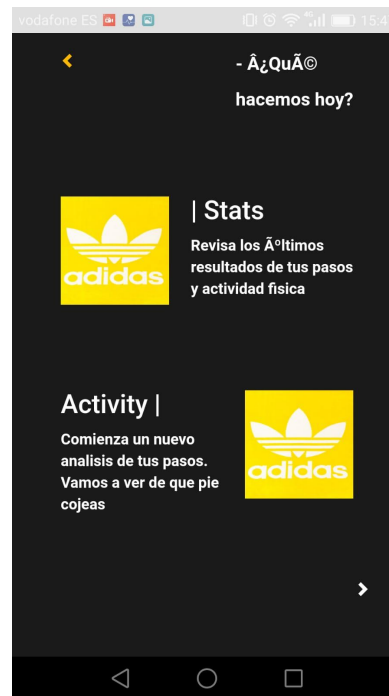 vodafone ES
15:4
- Â¿QuÃ©
hacemos hoy?
adidas
| Stats
Revisa los Ãºltimos
resultados de tus pasos
y actividad fisica
Activity |
Comienza un nuevo
analisis de tus pasos.
Vamos a ver de que pie
cojeas
adidas